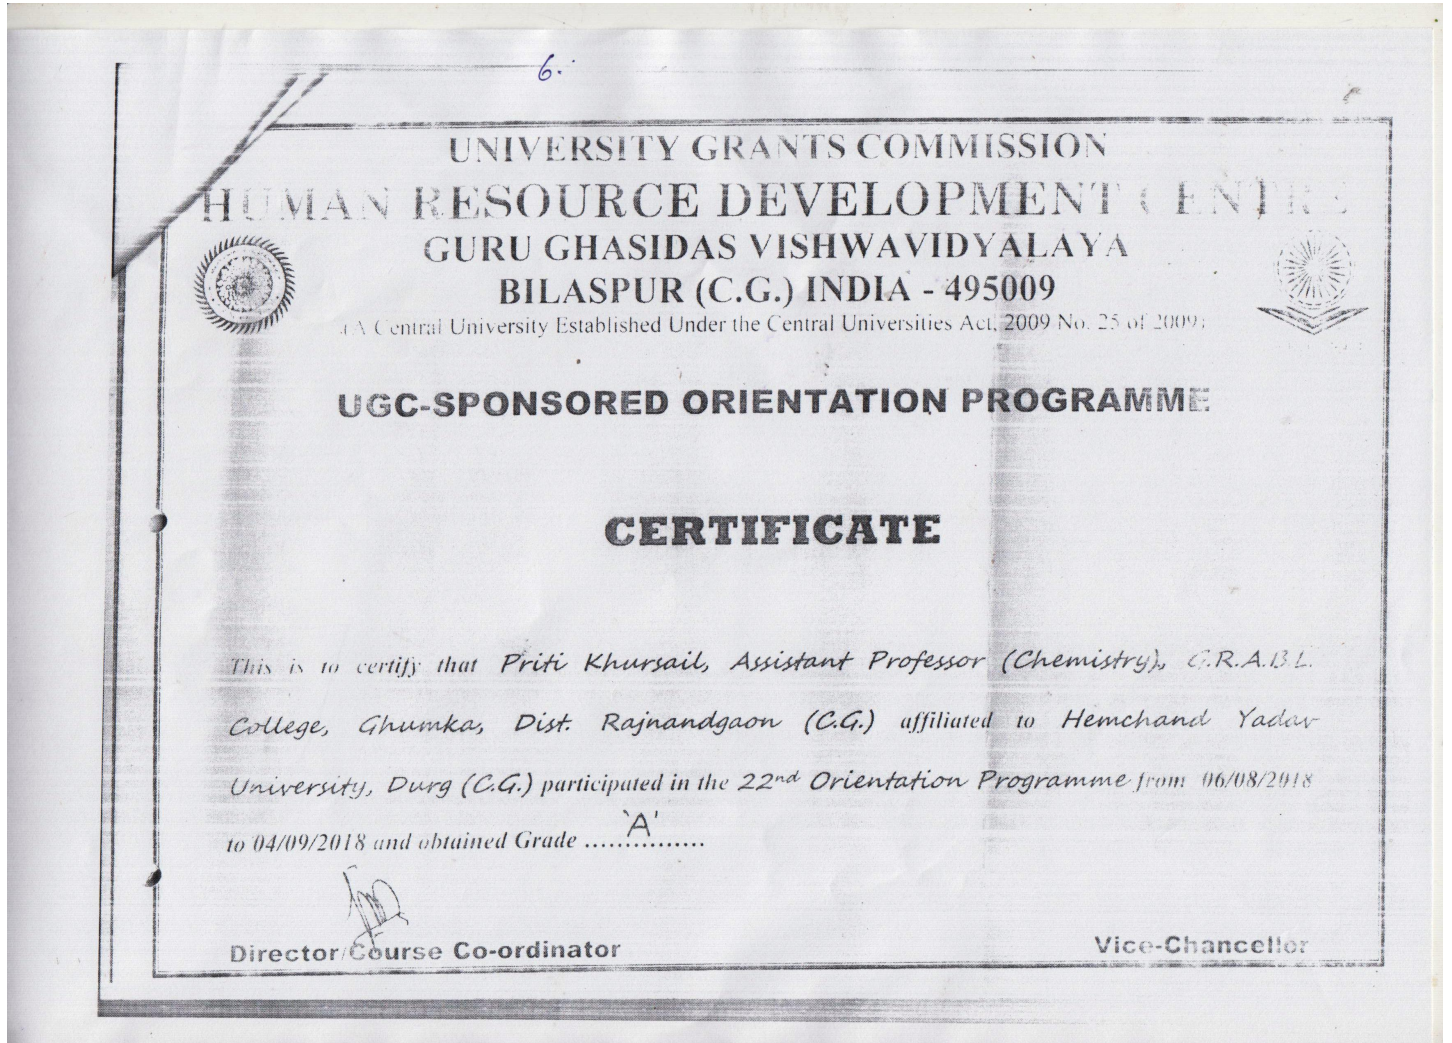 6.
UNIVERSITY GRANTS COMMISSION
HUMAN RESOURCE DEVELOPMENT CENTRE
GURU GHASIDAS VISHWAVIDYALAYA
BILASPUR (C.G.) INDIA - 495009
(A Central University Established Under the Central Universities Act, 2009 No. 25 of 2009)
UGC-SPONSORED ORIENTATION PROGRAMME
CERTIFICATE
This is to certify that Priti Khursail, Assistant Professor (Chemistry), G.R.A.B.L.
College, Ghumka, Dist. Rajnandgaon (C.G.) affiliated to Hemchand Yadav
University, Durg (C.G.) participated in the 22nd Orientation Programme from 06/08/2018
to 04/09/2018 and obtained Grade ....'A'...........
Director/Course Co-ordinator
Vice-Chancellor